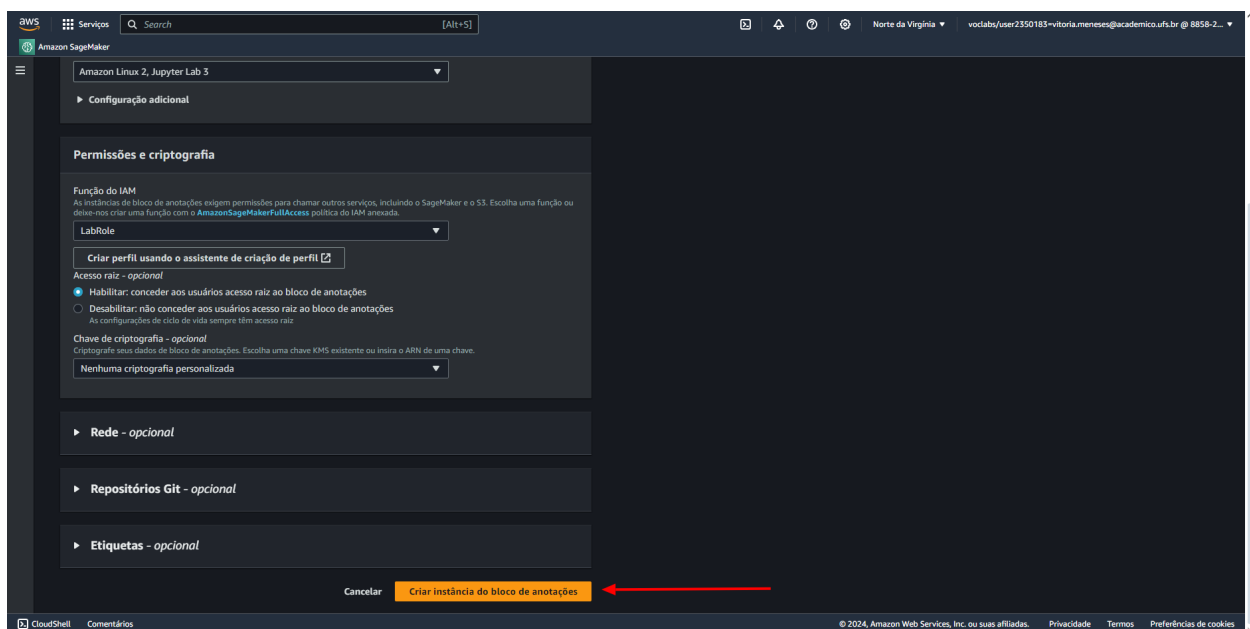 aws
Serviços
Search
[Alt+S]
Norte da Virgínia
voclabs/user2350183=vitoria.meneses@academico.ufs.br @ 8858-2...
Amazon SageMaker
Amazon Linux 2, Jupyter Lab 3
Configuração adicional
Permissões e criptografia
Função do IAM
As instâncias de bloco de anotações exigem permissões para chamar outros serviços, incluindo o SageMaker e o S3. Escolha uma função ou
deixe-nos criar uma função com o AmazonSageMakerFullAccess política do IAM anexada.
LabRole
Criar perfil usando o assistente de criação de perfil
Acesso raiz - opcional
Habilitar: conceder aos usuários acesso raiz ao bloco de anotações
Desabilitar: não conceder aos usuários acesso raiz ao bloco de anotações
As configurações de ciclo de vida sempre têm acesso raiz
Chave de criptografia - opcional
Criptografe seus dados de bloco de anotações. Escolha uma chave KMS existente ou insira o ARN de uma chave.
Nenhuma criptografia personalizada
Rede - opcional
Repositórios Git - opcional
Etiquetas - opcional
Cancelar
Criar instância do bloco de anotações
CloudShell
Comentários
© 2024, Amazon Web Services, Inc. ou suas afiliadas.
Privacidade
Termos
Preferências de cookies